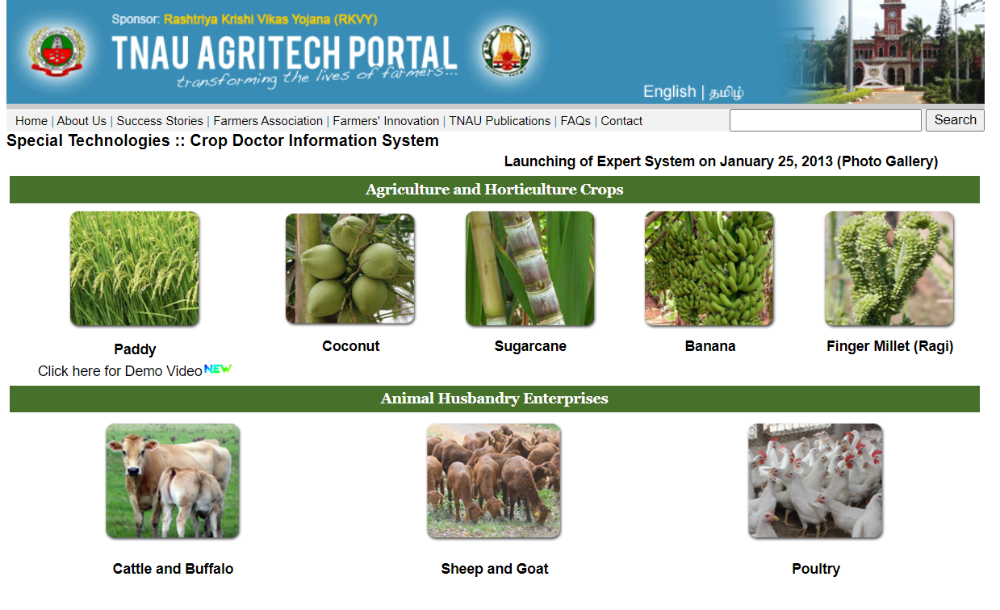 Sponsor: Rashtriya Krishi Vikas Yojana (RKVY)
TNAU AGRITECH PORTAL
transforming the lives of farmers...
English | தமிழ்
Home | About Us | Success Stories | Farmers Association | Farmers' Innovation | TNAU Publications | FAQs | Contact
Search
Special Technologies :: Crop Doctor Information System
Launching of Expert System on January 25, 2013 (Photo Gallery)
Agriculture and Horticulture Crops
Paddy
Coconut
Sugarcane
Banana
Finger Millet (Ragi)
Click here for Demo Video NEW
Animal Husbandry Enterprises
Cattle and Buffalo
Sheep and Goat
Poultry